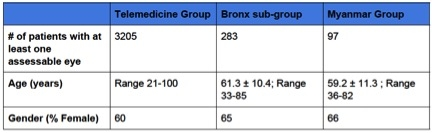 Telemedicine Group Bronx sub-group Myanmar Group
# of patients with at least one assessable eye 3205 283 97
Age (years) Range 21-100 61.3 ± 10.4; Range 33-85 59.2 ± 11.3 ; Range 36-82
Gender (% Female) 60 65 66